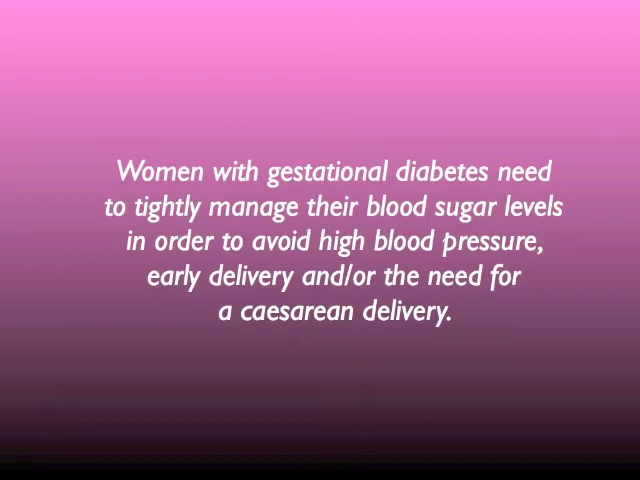 Women with gestational diabetes need
to tightly manage their blood sugar levels
in order to avoid high blood pressure,
early delivery and/or the need for
a caesarean delivery.